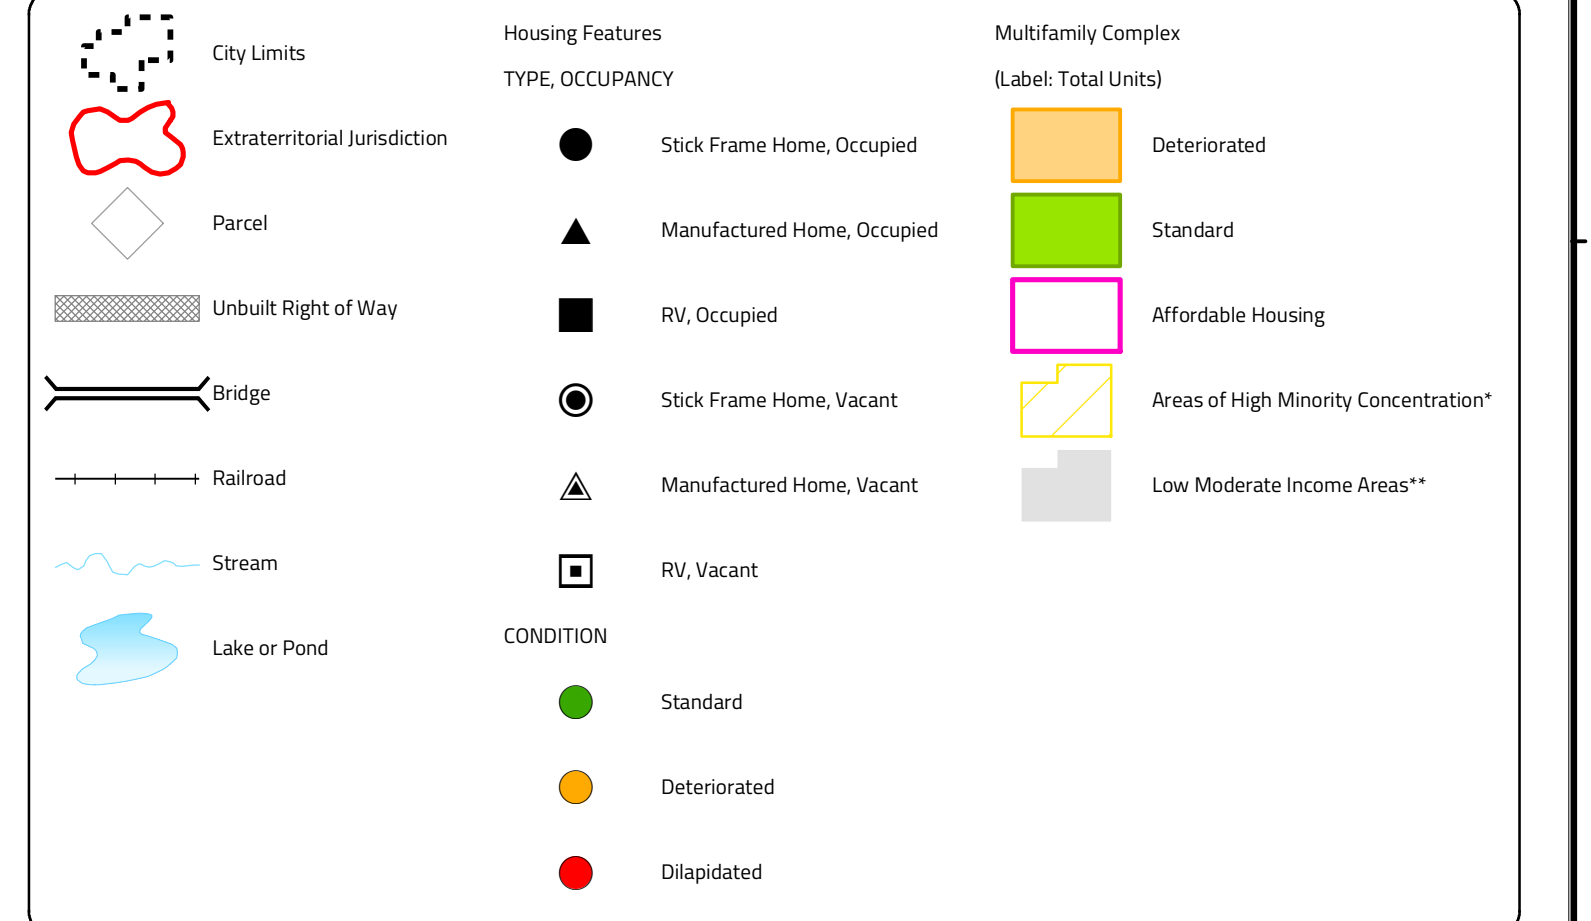 City Limits
Extraterritorial Jurisdiction
Parcel
Unbuilt Right of Way
Bridge
Railroad
Stream
Lake or Pond
Housing Features
TYPE, OCCUPANCY
Stick Frame Home, Occupied
Manufactured Home, Occupied
RV, Occupied
Stick Frame Home, Vacant
Manufactured Home, Vacant
RV, Vacant
CONDITION
Standard
Deteriorated
Dilapidated
Multifamily Complex
(Label: Total Units)
Deteriorated
Standard
Affordable Housing
Areas of High Minority Concentration*
Low Moderate Income Areas**